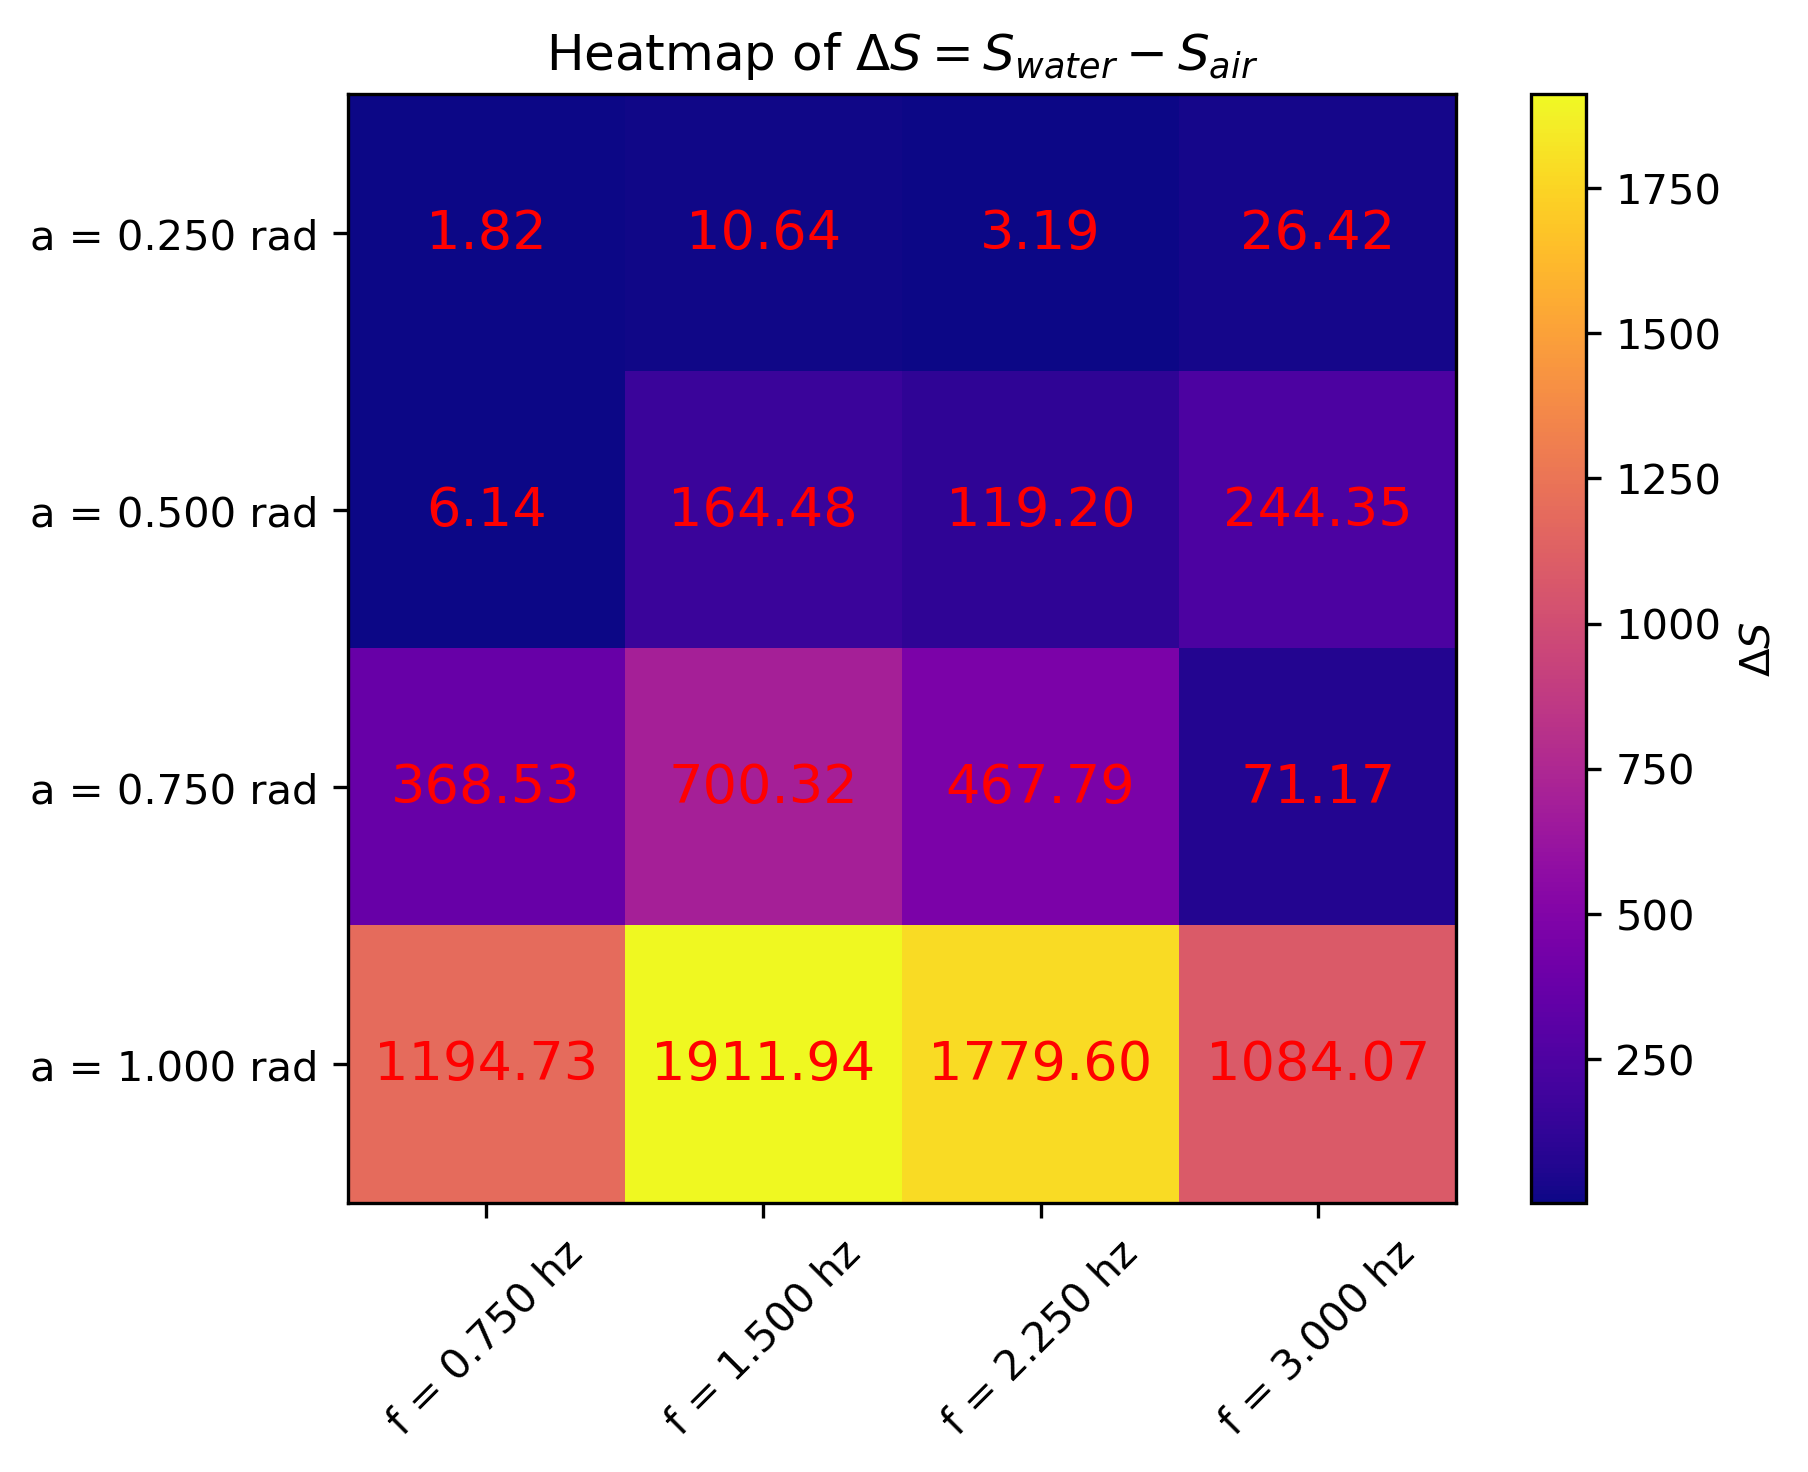 Heatmap of ΔS = S_water − S_air
a = 0.250 rad
1.82 10.64 3.19 26.42
a = 0.500 rad
6.14 164.48 119.20 244.35
a = 0.750 rad
368.53 700.32 467.79 71.17
a = 1.000 rad
1194.73 1911.94 1779.60 1084.07
f = 0.750 hz
f = 1.500 hz
f = 2.250 hz
f = 3.000 hz
1750
1500
1250
1000
750
500
250
ΔS